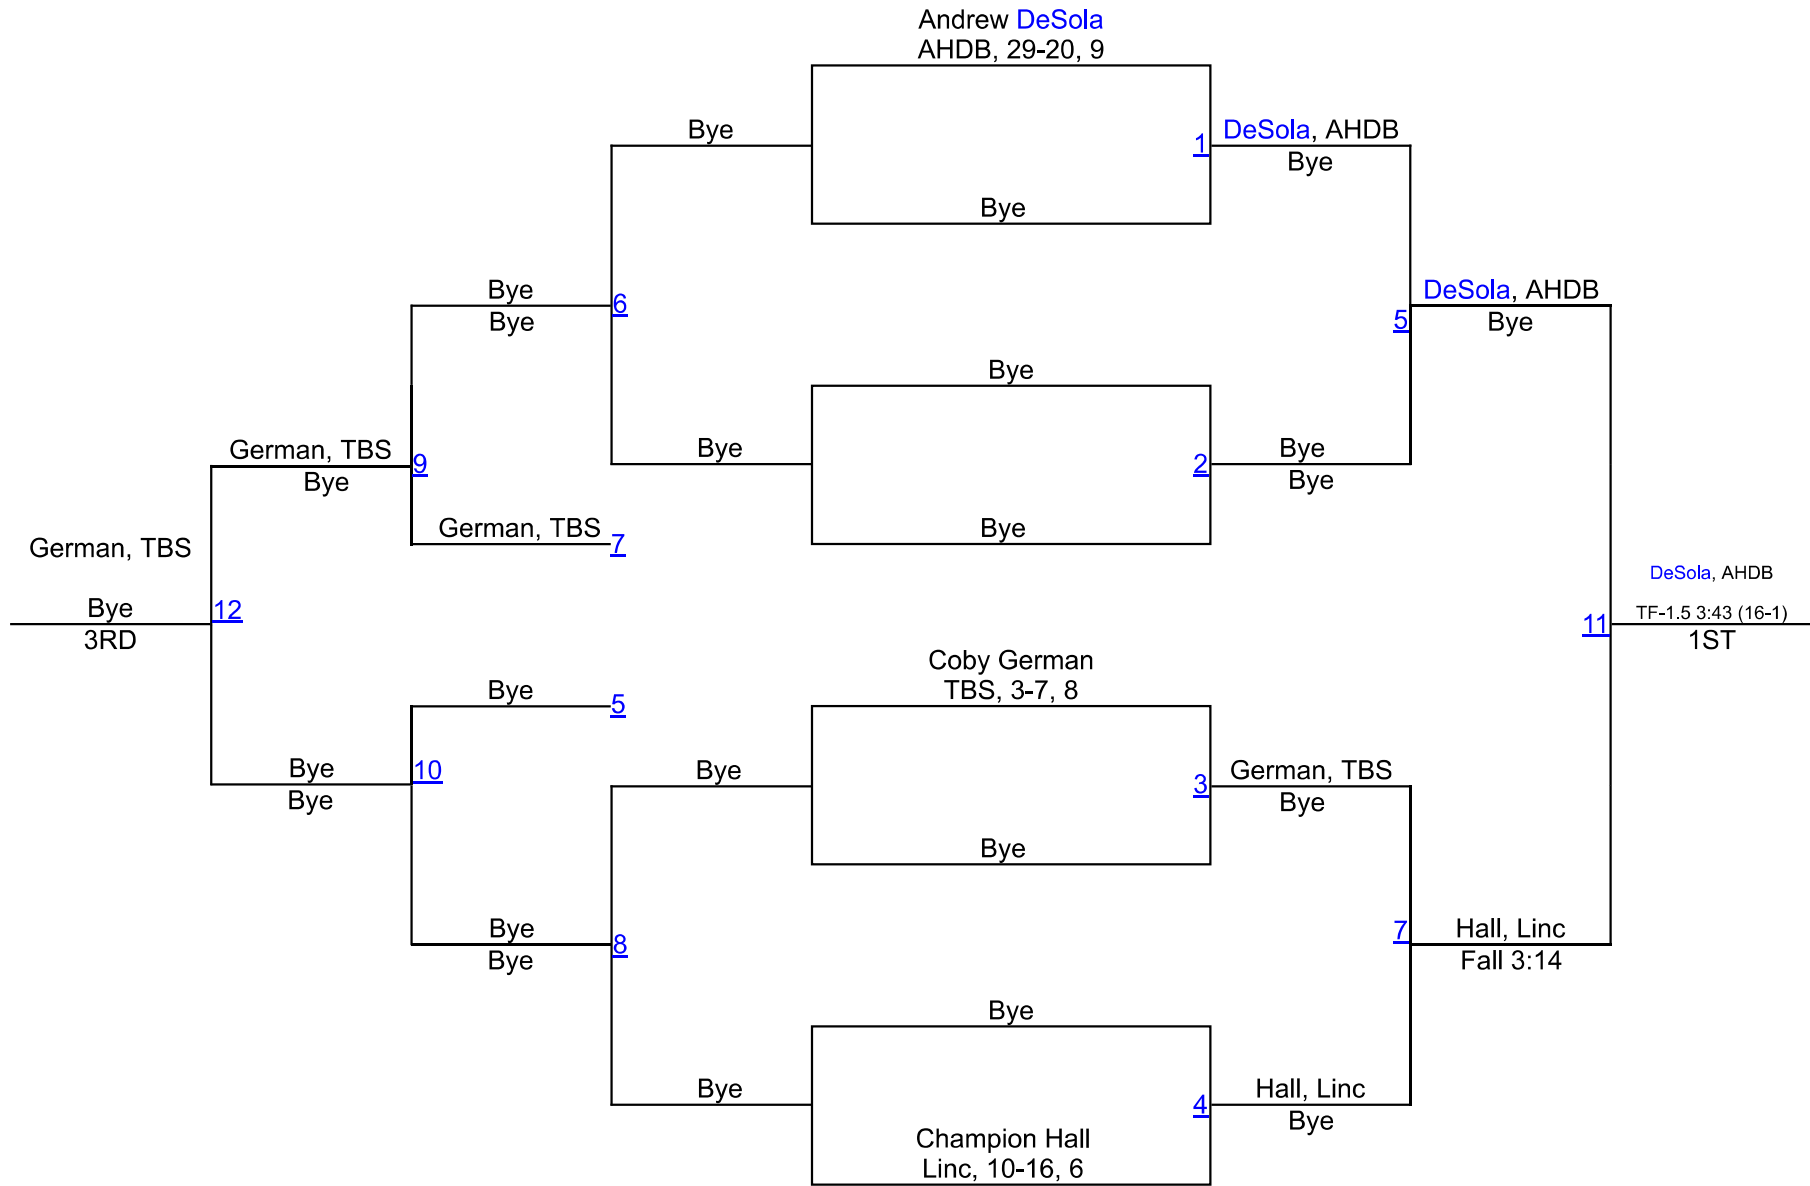 Andrew DeSola
AHDB, 29-20, 9
Bye
1
DeSola, AHDB
Bye
Bye
Bye
Bye
6
DeSola, AHDB
Bye
5
Bye
Bye
2
Bye
Bye
Bye
German, TBS
Bye
9
German, TBS
7
German, TBS
Bye
12
3RD
DeSola, AHDB
TF-1.5 3:43 (16-1)
11
1ST
Coby German
TBS, 3-7, 8
Bye
5
Bye
3
German, TBS
Bye
Bye
Bye
10
Bye
Bye
Bye
8
7
Hall, Linc
Fall 3:14
Bye
Bye
4
Hall, Linc
Bye
Champion Hall
Linc, 10-16, 6